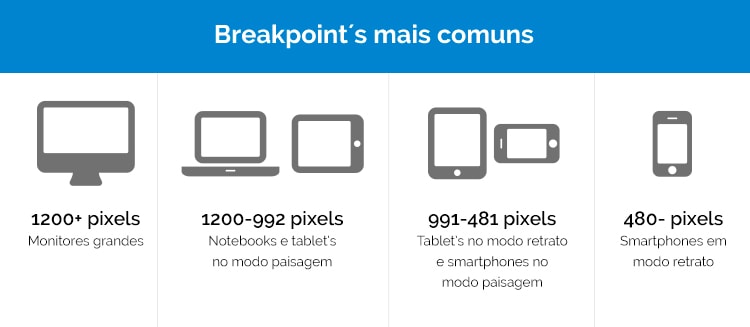 Breakpoint´s mais comuns
1200+ pixels
Monitores grandes
1200-992 pixels
Notebooks e tablet's
no modo paisagem
991-481 pixels
Tablet's no modo retrato
e smartphones no
modo paisagem
480- pixels
Smartphones em
modo retrato